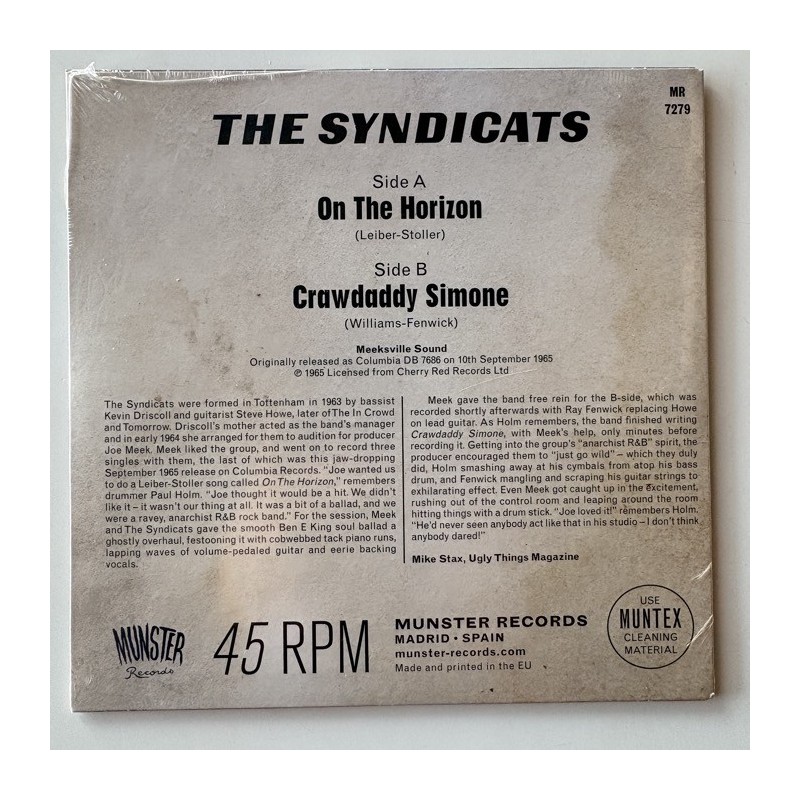 MR
7279
THE SYNDICATS
Side A
On The Horizon
(Leiber-Stoller)
Side B
Crawdaddy Simone
(Williams-Fenwick)
Meeksville Sound
Originally released as Columbia DB 7686 on 10th September 1965
℗ 1965 Licensed from Cherry Red Records Ltd
The Syndicats were formed in Tottenham in 1963 by bassist
Kevin Driscoll and guitarist Steve Howe, later of The In Crowd
and Tomorrow. Driscoll's mother acted as the band's manager
and in early 1964 she arranged for them to audition for producer
Joe Meek. Meek liked the group, and went on to record three
singles with them, the last of which was this jaw-dropping
September 1965 release on Columbia Records. "Joe wanted us
to do a Leiber-Stoller song called On The Horizon," remembers
drummer Paul Holm. "Joe thought it would be a hit. We didn't
like it – it wasn't our thing at all. It was a bit of a ballad, and we
were a ravey, anarchist R&B rock band." For the session, Meek
and The Syndicats gave the smooth Ben E King soul ballad a
ghostly overhaul, festooning it with cobwebbed tack piano runs,
lapping waves of volume-pedaled guitar and eerie backing
vocals.
Meek gave the band free rein for the B-side, which was
recorded shortly afterwards with Ray Fenwick replacing Howe
on lead guitar. As Holm remembers, the band finished writing
Crawdaddy Simone, with Meek's help, only minutes before
recording it. Getting into the group's "anarchist R&B" spirit, the
producer encouraged them to "just go wild" – which they duly
did, Holm smashing away at his cymbals from atop his bass
drum, and Fenwick mangling and scraping his guitar strings to
exhilarating effect. Even Meek got caught up in the excitement,
rushing out of the control room and leaping around the room
hitting things with a drum stick. "Joe loved it!" remembers Holm.
"He'd never seen anybody act like that in his studio – I don't think
anybody dared!"
Mike Stax, Ugly Things Magazine
MUNSTER
Records
45 RPM
MUNSTER RECORDS
MADRID • SPAIN
munster-records.com
Made and printed in the EU
USE
MUNTEX
CLEANING
MATERIAL